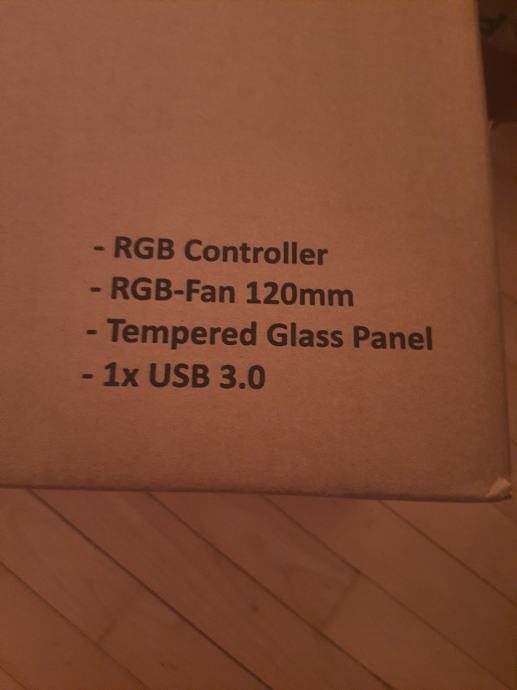 - RGB Controller
- RGB-Fan 120mm
- Tempered Glass Panel
- 1x USB 3.0